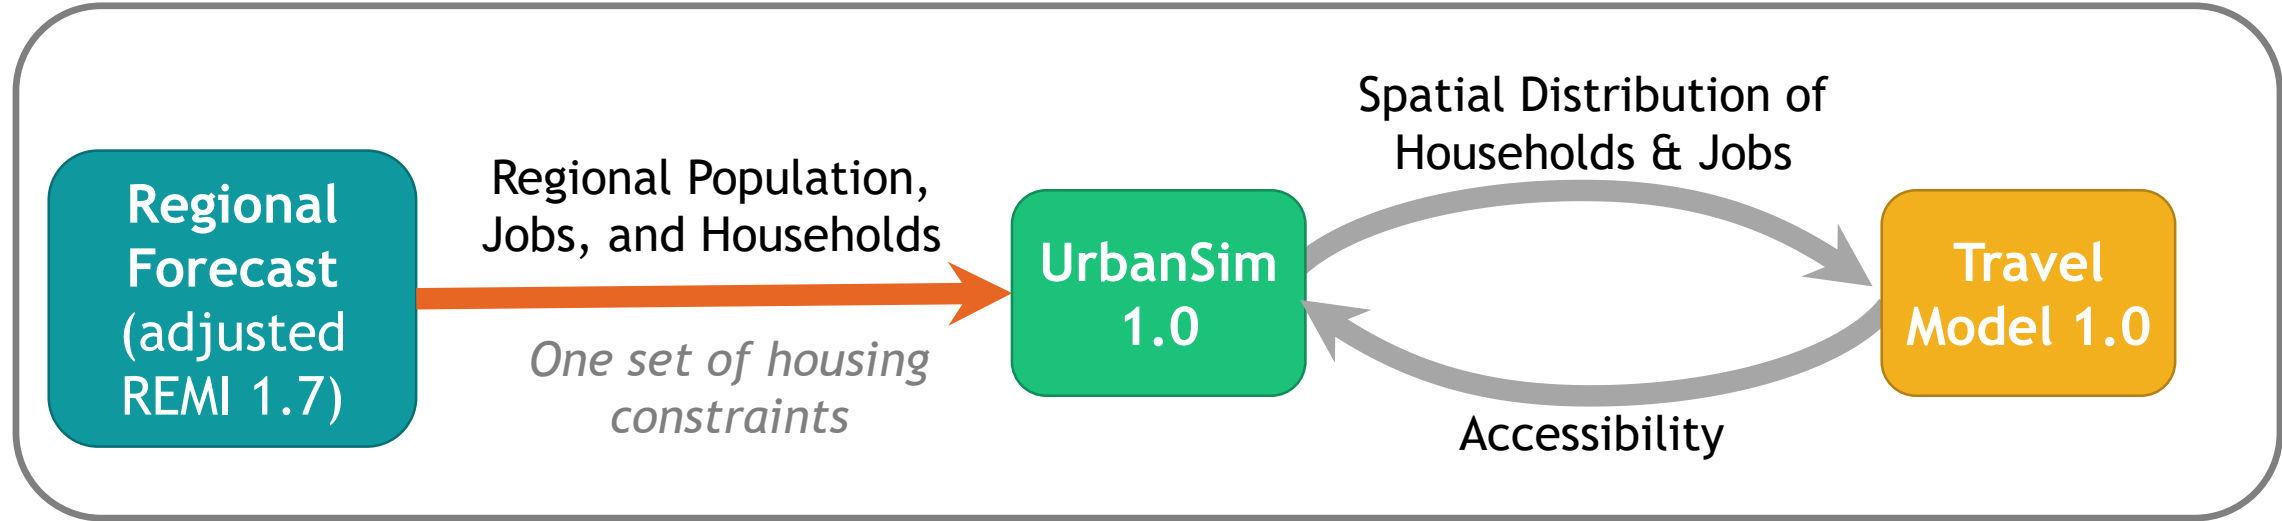 Regional
Forecast
(adjusted
REMI 1.7)
Regional Population,
Jobs, and Households
One set of housing
constraints
UrbanSim
1.0
Spatial Distribution of
Households & Jobs
Accessibility
Travel
Model 1.0